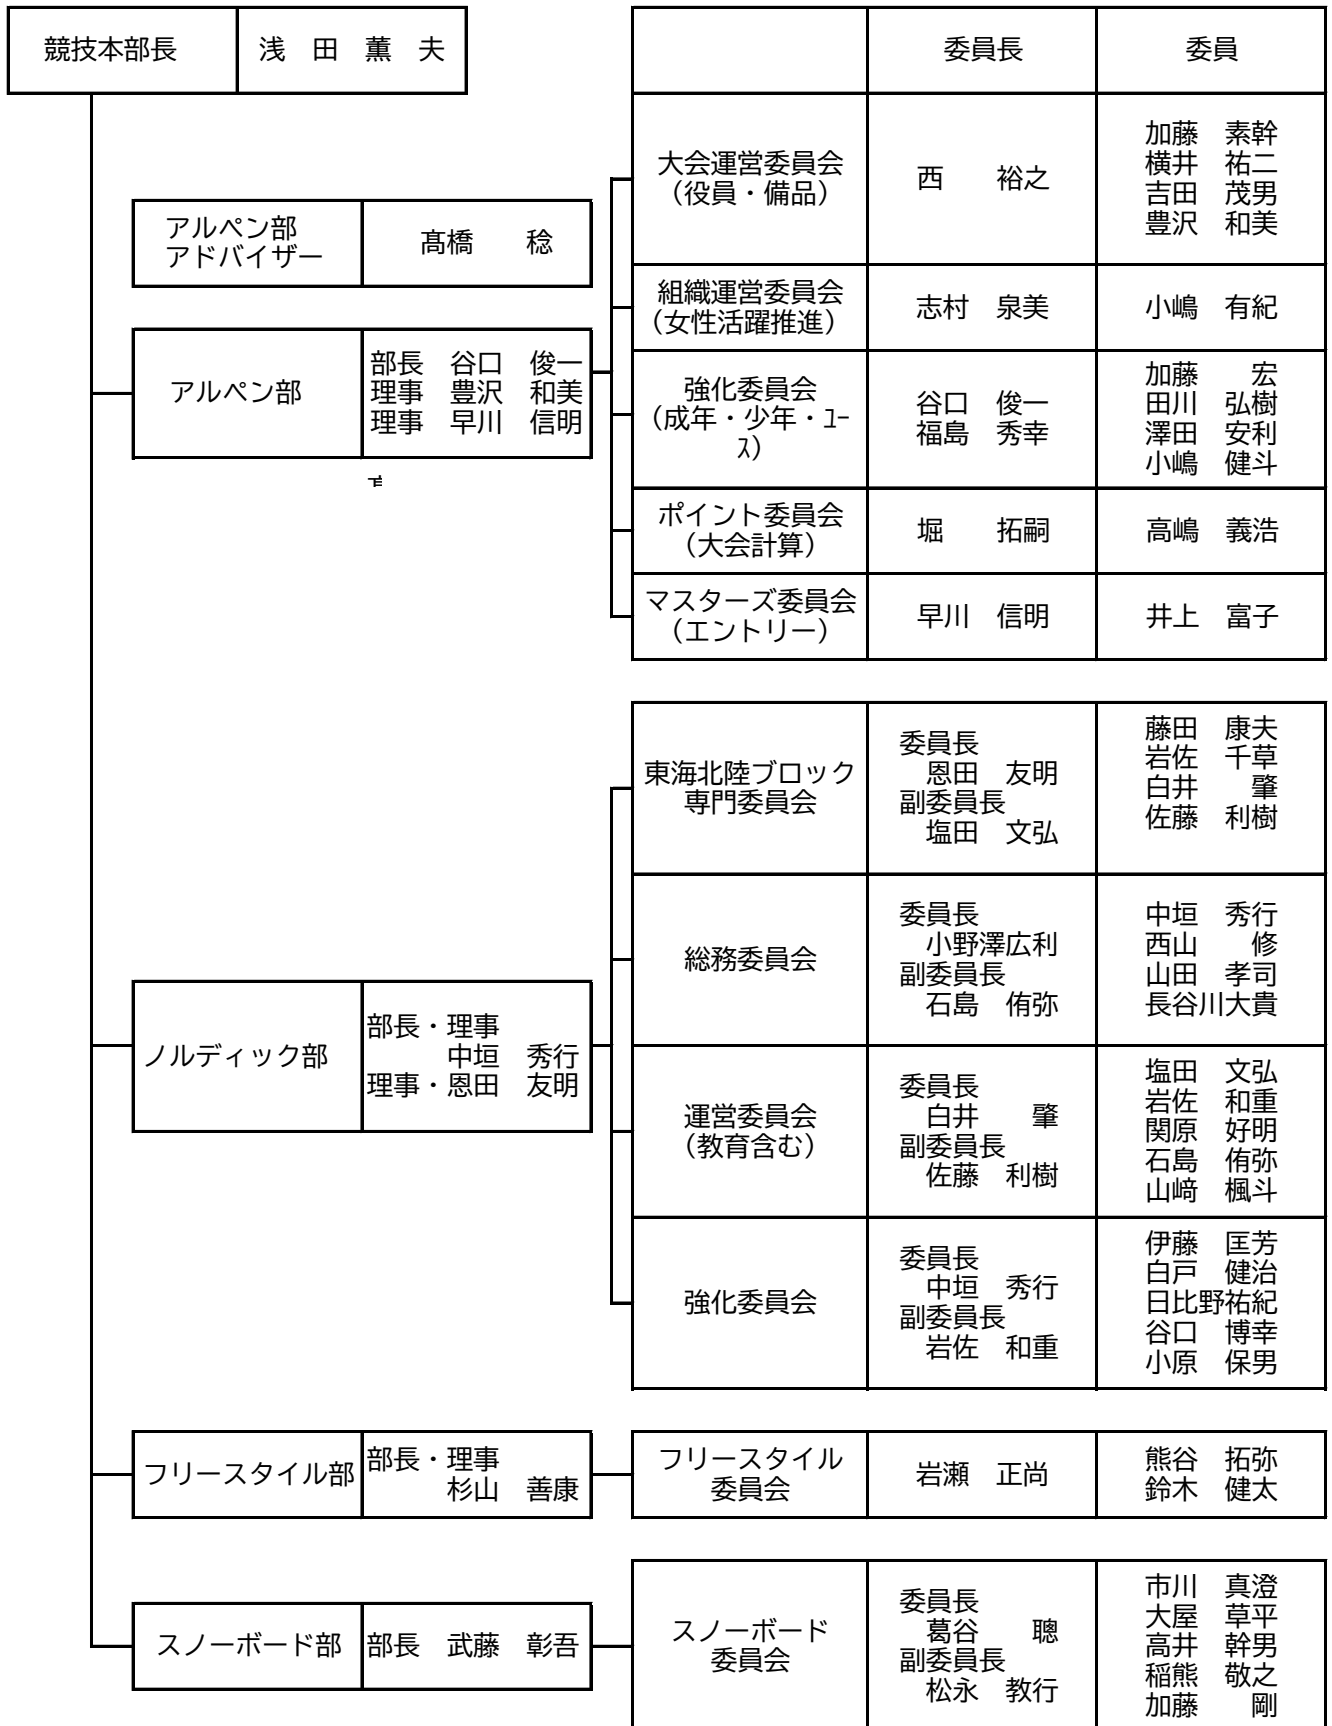 競技本部長　浅　田　薫　夫
委員長　委員
大会運営委員会
（役員・備品）
西　　裕之
加藤　素幹
横井　祐二
吉田　茂男
豊沢　和美
アルペン部
アドバイザー
髙橋　　稔
組織運営委員会
（女性活躍推進）
志村　泉美
小嶋　有紀
アルペン部
部長　谷口　俊一
理事　豊沢　和美
理事　早川　信明
強化委員会
（成年・少年・ﾕｰ
ｽ）
谷口　俊一
福島　秀幸
加藤　　宏
田川　弘樹
澤田　安利
小嶋　健斗
ポイント委員会
（大会計算）
堀　　拓嗣
高嶋　義浩
マスターズ委員会
（エントリー）
早川　信明
井上　富子
東海北陸ブロック
専門委員会
委員長
恩田　友明
副委員長
塩田　文弘
藤田　康夫
岩佐　千草
白井　　肇
佐藤　利樹
総務委員会
委員長
小野澤広利
副委員長
石島　侑弥
中垣　秀行
西山　　修
山田　孝司
長谷川大貴
ノルディック部
部長・理事
中垣　秀行
理事・恩田　友明
運営委員会
（教育含む）
委員長
白井　　肇
副委員長
佐藤　利樹
塩田　文弘
岩佐　和重
関原　好明
石島　侑弥
山﨑　楓斗
強化委員会
委員長
中垣　秀行
副委員長
岩佐　和重
伊藤　匡芳
白戸　健治
日比野祐紀
谷口　博幸
小原　保男
フリースタイル部
部長・理事
杉山　善康
フリースタイル
委員会
岩瀬　正尚
熊谷　拓弥
鈴木　健太
スノーボード部
部長　武藤　彰吾
スノーボード
委員会
委員長
葛谷　　聰
副委員長
松永　教行
市川　真澄
大屋　草平
高井　幹男
稲熊　敬之
加藤　　剛